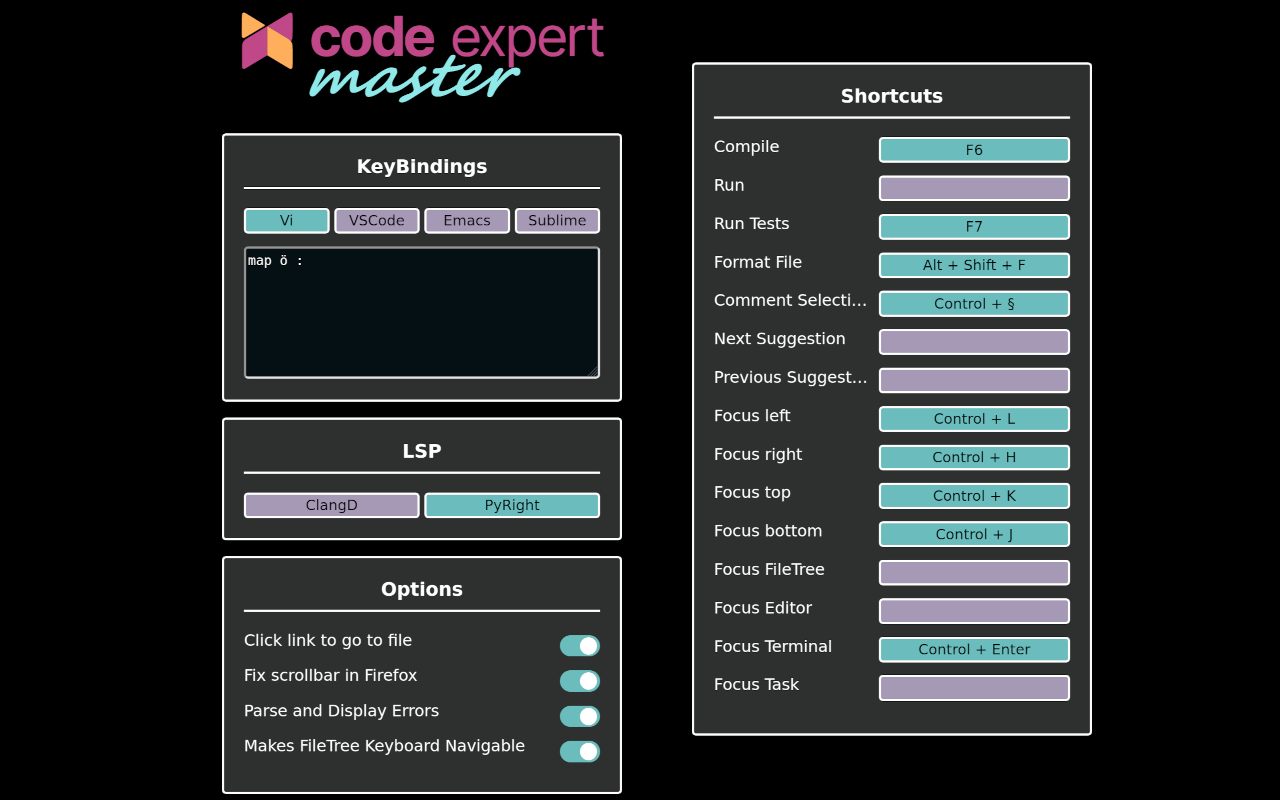 code expert
master
KeyBindings
Vi VSCode Emacs Sublime
map ö :
LSP
ClangD PyRight
Options
Click link to go to file
Fix scrollbar in Firefox
Parse and Display Errors
Makes FileTree Keyboard Navigable
Shortcuts
Compile F6
Run
Run Tests F7
Format File Alt + Shift + F
Comment Selecti... Control + §
Next Suggestion
Previous Suggest...
Focus left Control + L
Focus right Control + H
Focus top Control + K
Focus bottom Control + J
Focus FileTree
Focus Editor
Focus Terminal Control + Enter
Focus Task